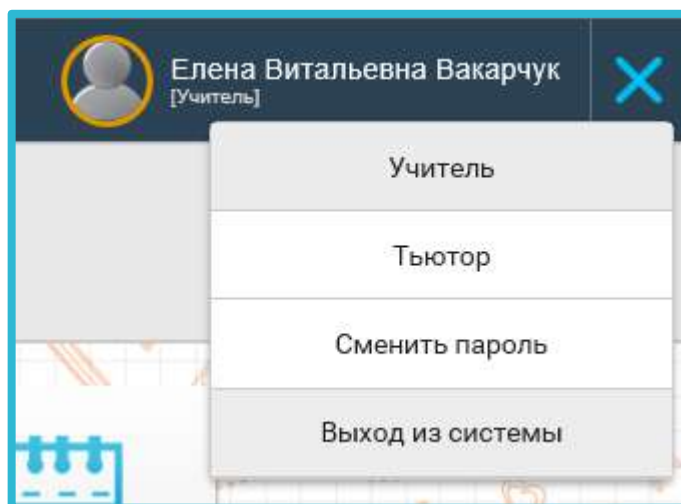 Елена Витальевна Вакарчук
[Учитель]
Учитель
Тьютор
Сменить пароль
Выход из системы